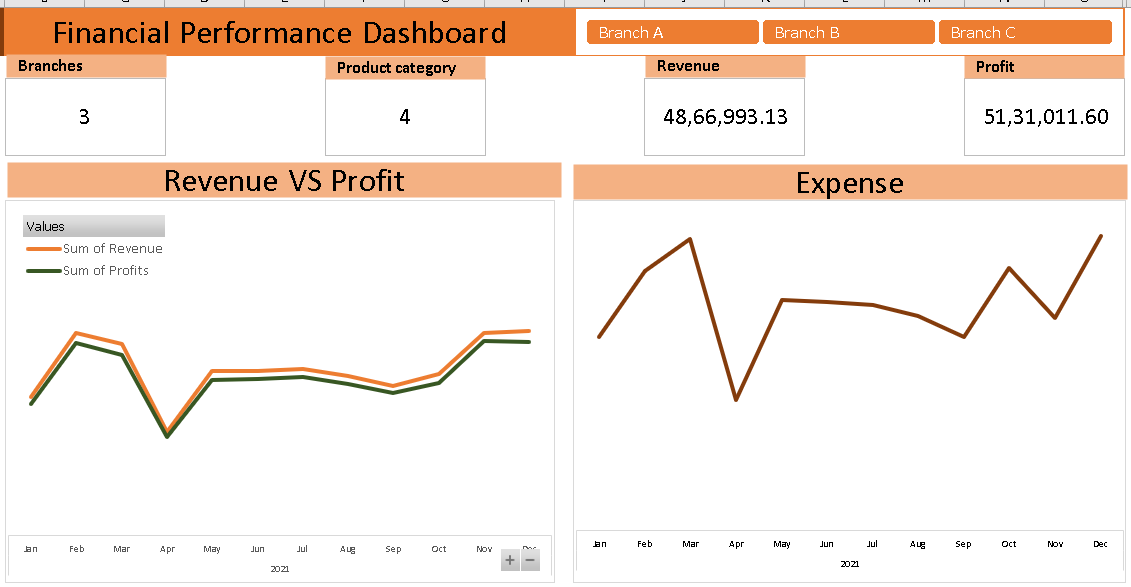 Financial Performance Dashboard
Branch A Branch B Branch C
Branches Product category Revenue Profit
3 4 48,66,993.13 51,31,011.60
Revenue VS Profit
Expense
Values
Sum of Revenue
Sum of Profits
Jan Feb Mar Apr May Jun Jul Aug Sep Oct Nov Dec
2021
+ −
Jan Feb Mar Apr May Jun Jul Aug Sep Oct Nov Dec
2021